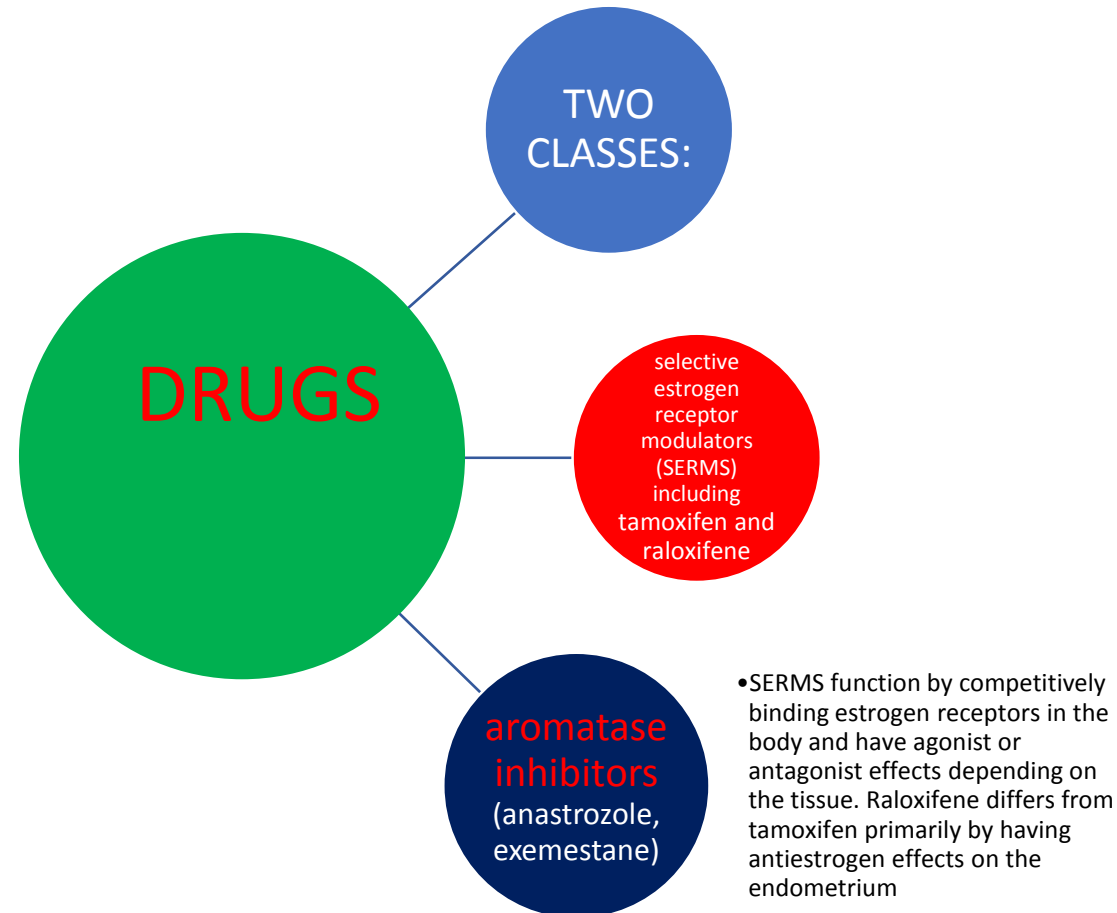 TWO
CLASSES:
DRUGS
selective
estrogen
receptor
modulators
(SERMS)
including
tamoxifen and
raloxifene
aromatase
inhibitors
(anastrozole,
exemestane)
•SERMS function by competitively
binding estrogen receptors in the
body and have agonist or
antagonist effects depending on
the tissue. Raloxifene differs from
tamoxifen primarily by having
antiestrogen effects on the
endometrium